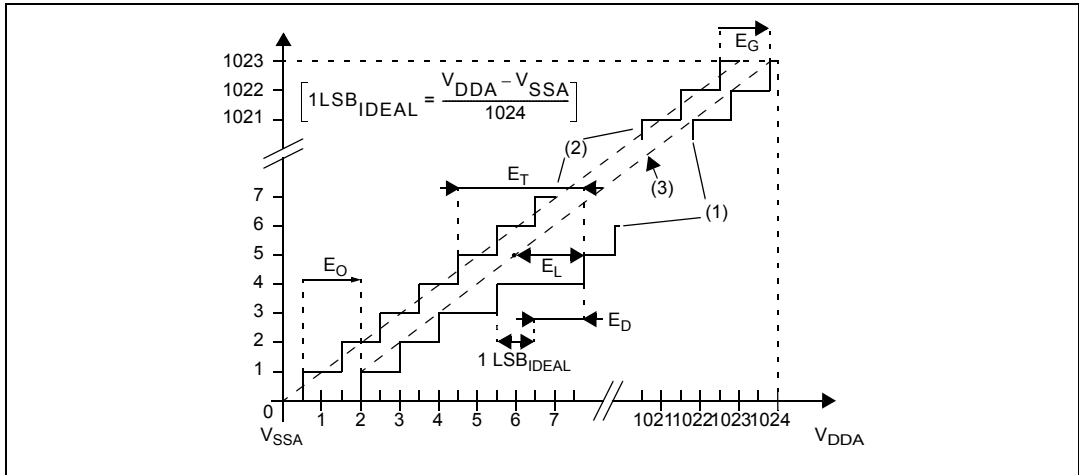 E_G
1023
1022
1021
[1LSB_IDEAL = (V_DDA – V_SSA) / 1024]
(2)
(3)
(1)
E_T
7
6
5
4
3
2
1
0
E_O
E_L
E_D
1 LSB_IDEAL
1 2 3 4 5 6 7 1021 1022 1023 1024
V_SSA
V_DDA